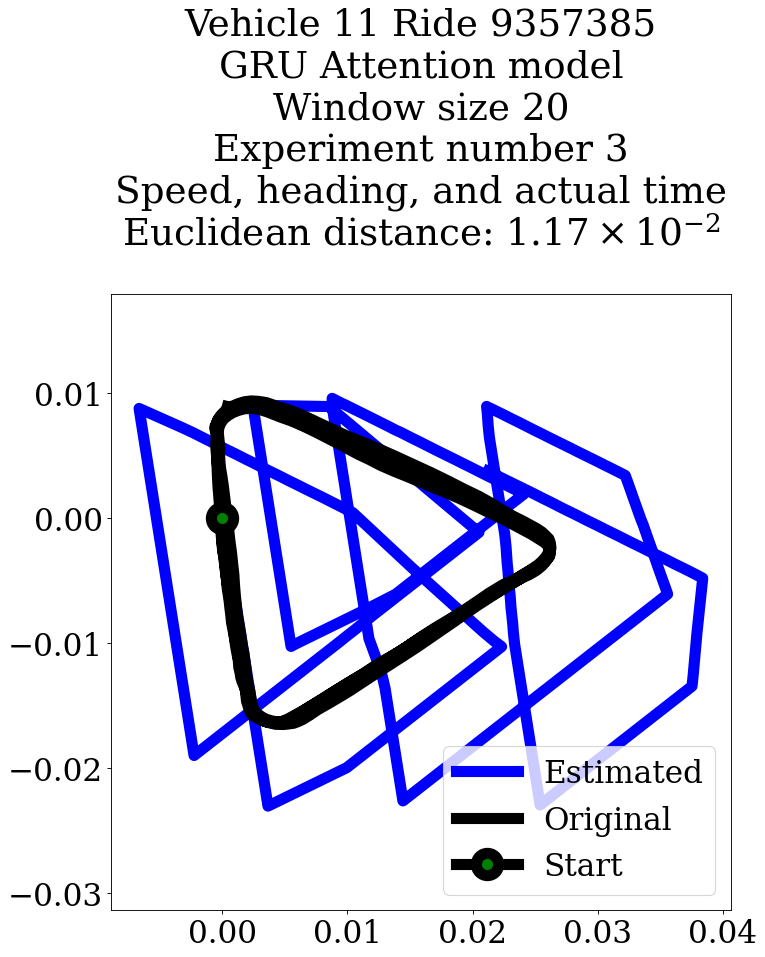 Vehicle 11 Ride 9357385
GRU Attention model
Window size 20
Experiment number 3
Speed, heading, and actual time
Euclidean distance: 1.17 × 10⁻²
0.01
0.00
−0.01
−0.02
−0.03
Estimated
Original
Start
0.00 0.01 0.02 0.03 0.04